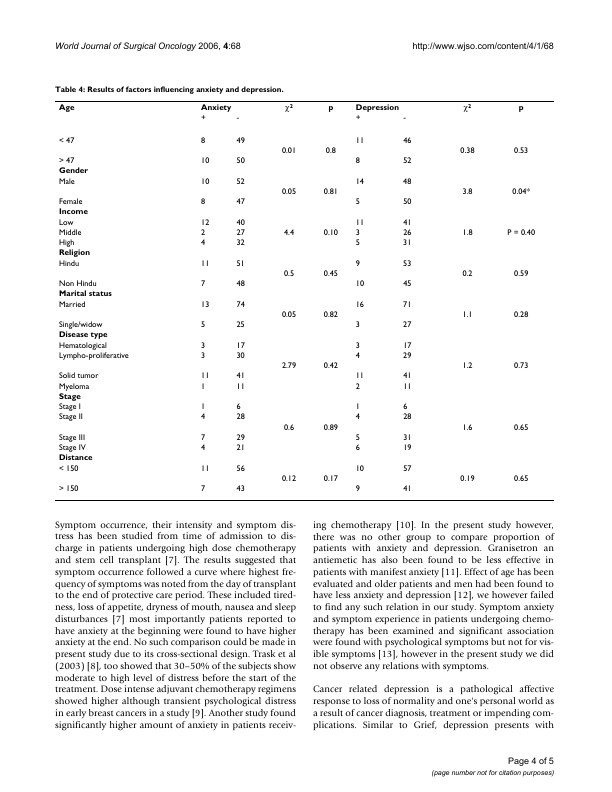 World Journal of Surgical Oncology 2006, 4:68 http://www.wjso.com/content/4/1/68
Table 4: Results of factors influencing anxiety and depression.
Age Anxiety χ² p Depression χ² p
+ - + -
< 47 8 49 11 46
0.01 0.8 0.38 0.53
> 47 10 50 8 52
Gender
Male 10 52 14 48
0.05 0.81 3.8 0.04*
Female 8 47 5 50
Income
Low 12 40 11 41
Middle 2 27 4.4 0.10 3 26 1.8 P = 0.40
High 4 32 5 31
Religion
Hindu 11 51 9 53
0.5 0.45 0.2 0.59
Non Hindu 7 48 10 45
Marital status
Married 13 74 16 71
0.05 0.82 1.1 0.28
Single/widow 5 25 3 27
Disease type
Hematological 3 17 3 17
Lympho-proliferative 3 30 4 29
2.79 0.42 1.2 0.73
Solid tumor 11 41 11 41
Myeloma 1 11 2 11
Stage
Stage I 1 6 1 6
Stage II 4 28 4 28
0.6 0.89 1.6 0.65
Stage III 7 29 5 31
Stage IV 4 21 6 19
Distance
< 150 11 56 10 57
0.12 0.17 0.19 0.65
> 150 7 43 9 41
Symptom occurrence, their intensity and symptom dis-
tress has been studied from time of admission to dis-
charge in patients undergoing high dose chemotherapy
and stem cell transplant [7]. The results suggested that
symptom occurrence followed a curve where highest fre-
quency of symptoms was noted from the day of transplant
to the end of protective care period. These included tired-
ness, loss of appetite, dryness of mouth, nausea and sleep
disturbances [7] most importantly patients reported to
have anxiety at the beginning were found to have higher
anxiety at the end. No such comparison could be made in
present study due to its cross-sectional design. Trask et al
(2003) [8], too showed that 30–50% of the subjects show
moderate to high level of distress before the start of the
treatment. Dose intense adjuvant chemotherapy regimens
showed higher although transient psychological distress
in early breast cancers in a study [9]. Another study found
significantly higher amount of anxiety in patients receiv-
ing chemotherapy [10]. In the present study however,
there was no other group to compare proportion of
patients with anxiety and depression. Granisetron an
antiemetic has also been found to be less effective in
patients with manifest anxiety [11]. Effect of age has been
evaluated and older patients and men had been found to
have less anxiety and depression [12], we however failed
to find any such relation in our study. Symptom anxiety
and symptom experience in patients undergoing chemo-
therapy has been examined and significant association
were found with psychological symptoms but not for vis-
ible symptoms [13], however in the present study we did
not observe any relations with symptoms.
Cancer related depression is a pathological affective
response to loss of normality and one's personal world as
a result of cancer diagnosis, treatment or impending com-
plications. Similar to Grief, depression presents with
Page 4 of 5
(page number not for citation purposes)